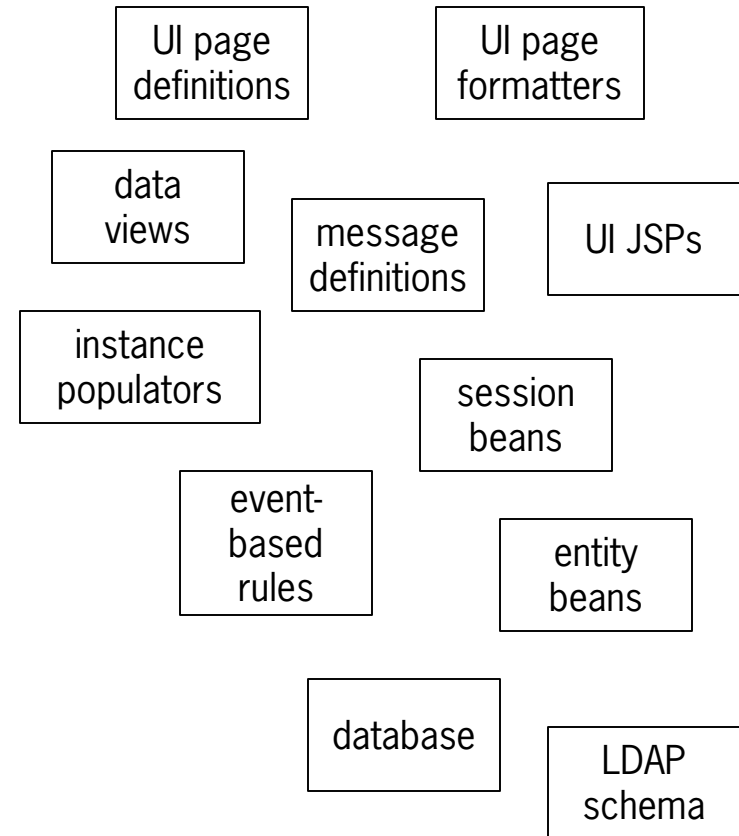 UI page
definitions
UI page
formatters
data
views
message
definitions
UI JSPs
instance
populators
session
beans
event-
based
rules
entity
beans
database
LDAP
schema